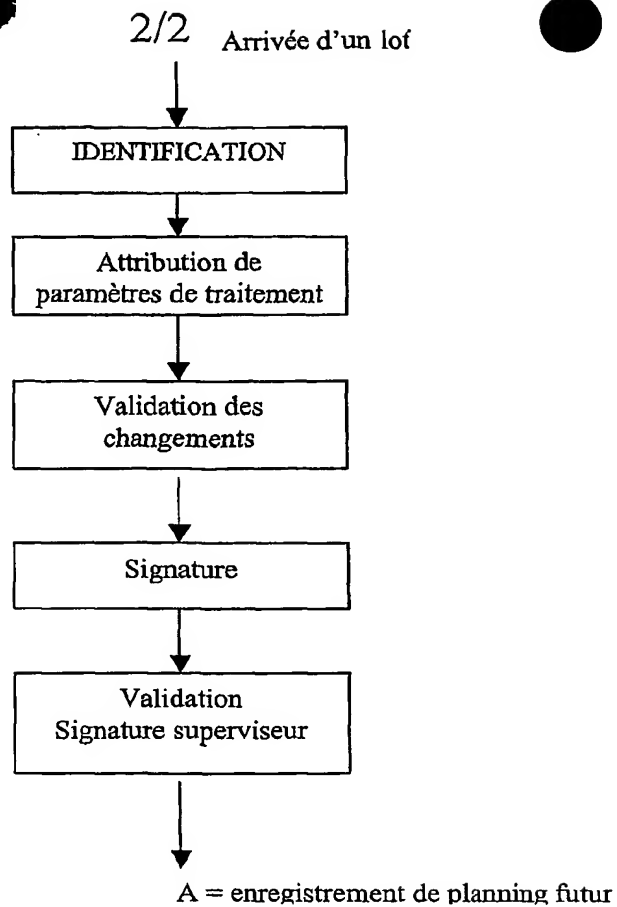 2/2 Arrivée d'un lof
IDENTIFICATION
Attribution de
paramètres de traitement
Validation des
changements
Signature
Validation
Signature superviseur
A = enregistrement de planning futur